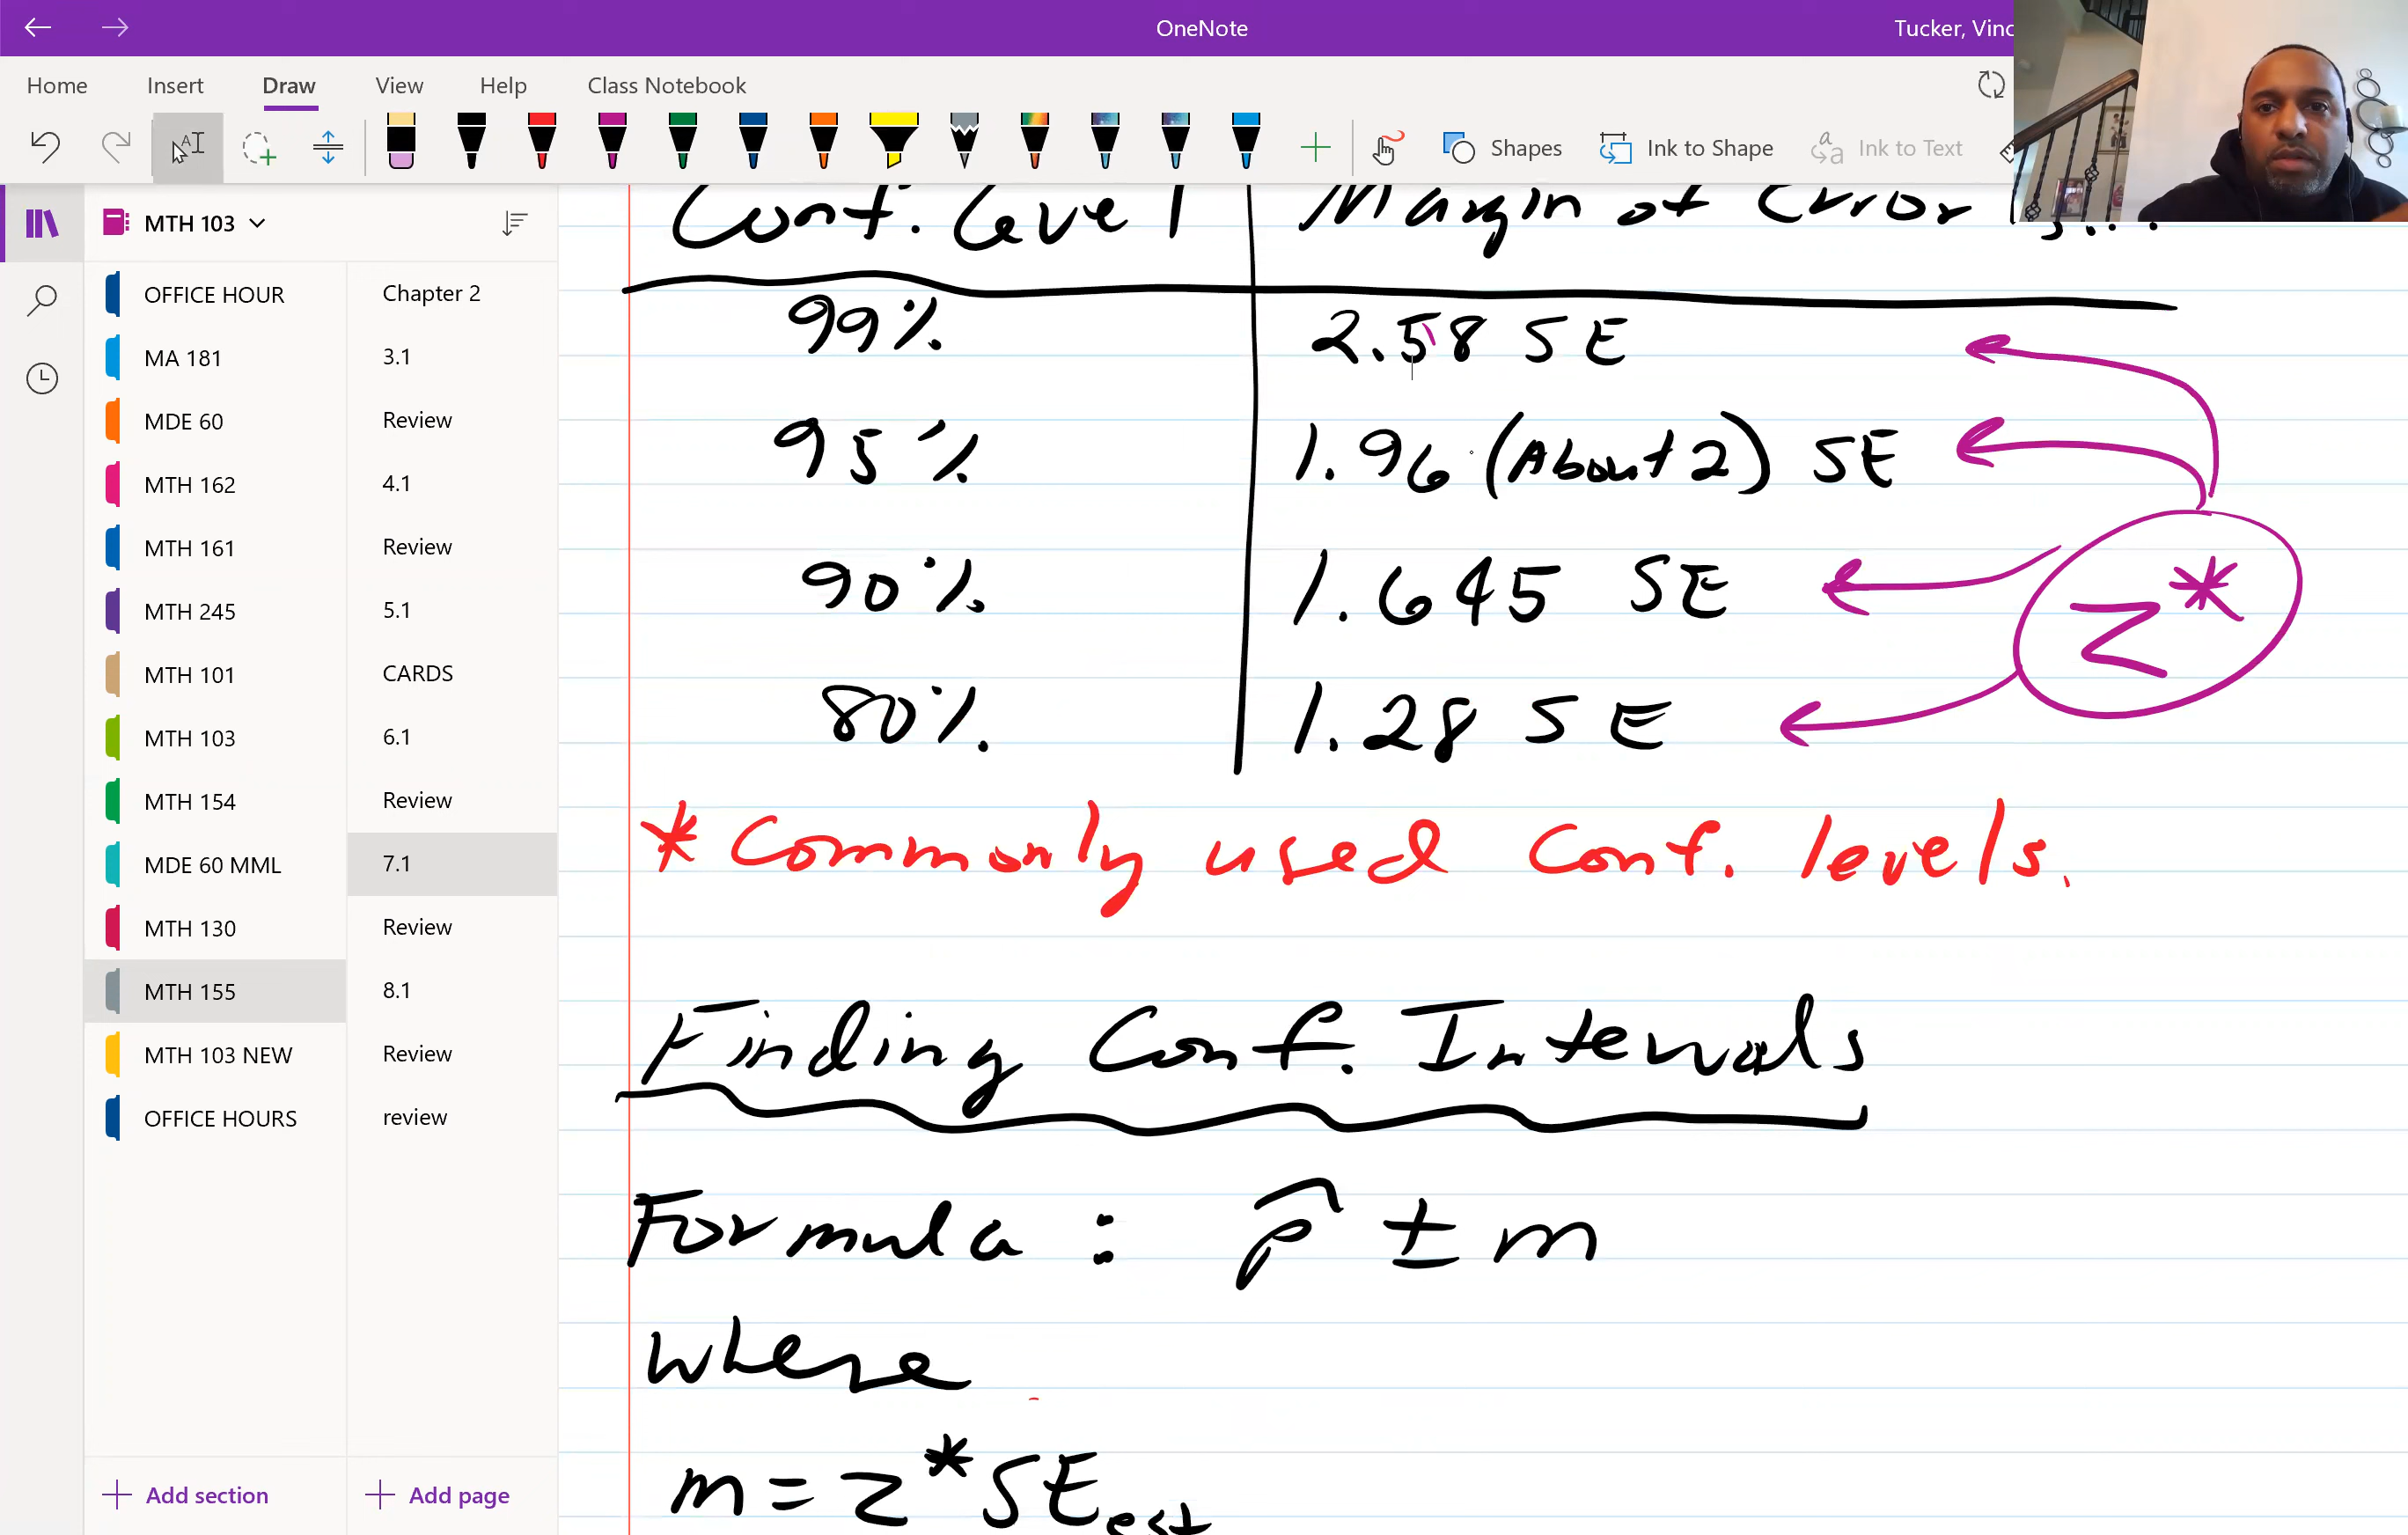 OneNote
Tucker, Vinc
Home Insert Draw View Help Class Notebook
Shapes Ink to Shape Ink to Text
MTH 103
OFFICE HOUR
MA 181
MDE 60
MTH 162
MTH 161
MTH 245
MTH 101
MTH 103
MTH 154
MDE 60 MML
MTH 130
MTH 155
MTH 103 NEW
OFFICE HOURS
Add section
Chapter 2
3.1
Review
4.1
Review
5.1
CARDS
6.1
Review
7.1
Review
8.1
Review
review
Add page
Conf. Level Margin of Error is...
99% 2.58 SE
95% 1.96 (About 2) SE
90% 1.645 SE
80% 1.28 SE
z*
* Commonly used Conf. levels.
Finding Conf. Intervals
Formula : p̂ ± m
where
m = z* SE est